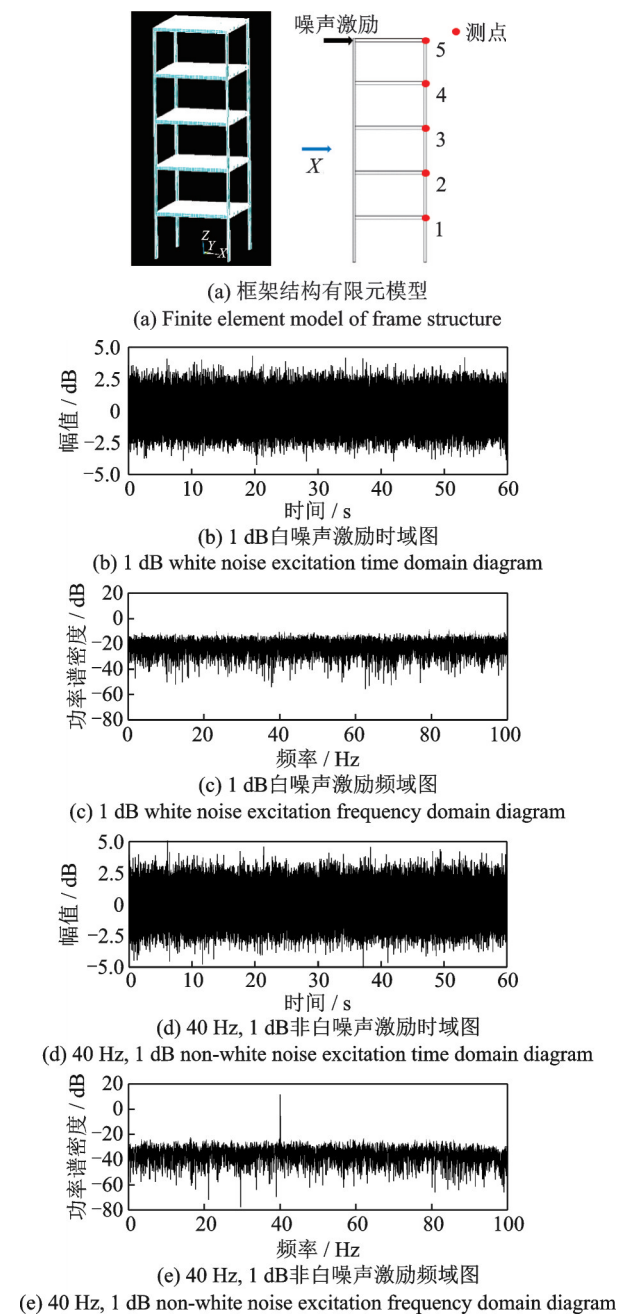 噪声激励
测点
5
4
3
2
1
X
Z
Y
X
(a) 框架结构有限元模型
(a) Finite element model of frame structure
幅值 / dB
5.0
2.5
0
−2.5
−5.0
0 10 20 30 40 50 60
时间 / s
(b) 1 dB白噪声激励时域图
(b) 1 dB white noise excitation time domain diagram
功率谱密度 / dB
20
0
−20
−40
−60
−80
20 40 60 80 100
频率 / Hz
(c) 1 dB白噪声激励频域图
(c) 1 dB white noise excitation frequency domain diagram
幅值 / dB
5.0
2.5
0
−2.5
−5.0
0 10 20 30 40 50 60
时间 / s
(d) 40 Hz, 1 dB非白噪声激励时域图
(d) 40 Hz, 1 dB non-white noise excitation time domain diagram
功率谱密度 / dB
20
0
−20
−40
−60
−80
0 20 40 60 80 100
频率 / Hz
(e) 40 Hz, 1 dB非白噪声激励频域图
(e) 40 Hz, 1 dB non-white noise excitation frequency domain diagram